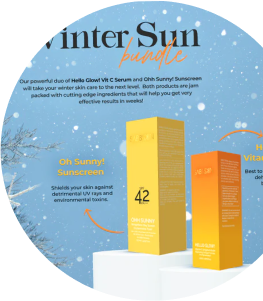 Winter Sun
bundle
Our powerful duo of Hello Glow! Vit C Serum and Ohh Sunny! Sunscreen
will take your winter skin care to the next level. Both products are jam
packed with cutting edge ingredients that will help you get very
effective results in weeks!
Oh Sunny!
Sunscreen
Shields your skin against
detrimental UV rays and
environmental toxins.
42
Best to